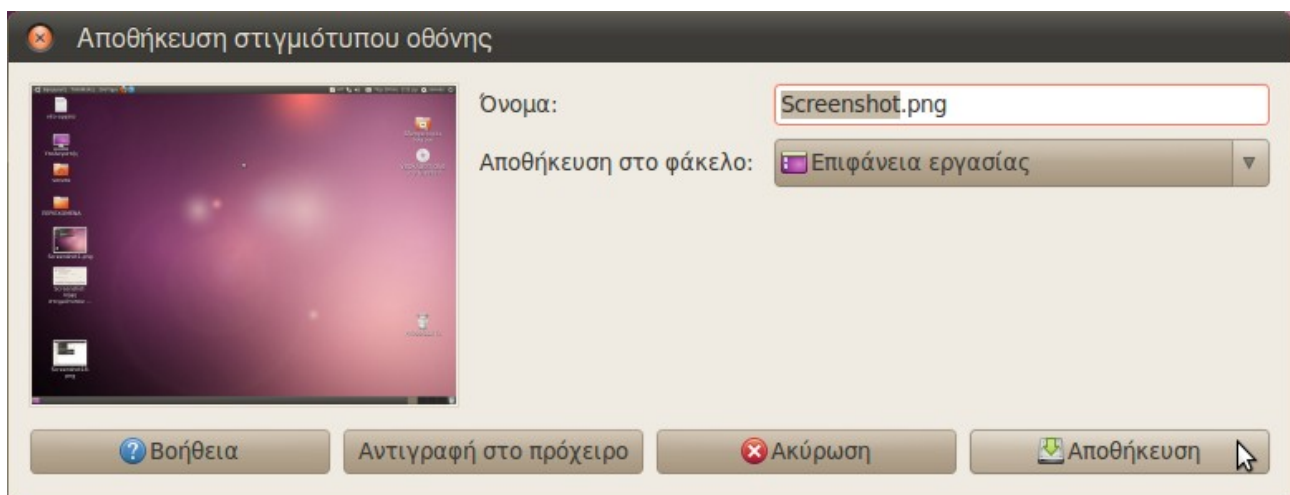 Αποθήκευση στιγμιότυπου οθόνης
Όνομα: Screenshot.png
Αποθήκευση στο φάκελο: Επιφάνεια εργασίας
Βοήθεια Αντιγραφή στο πρόχειρο Ακύρωση Αποθήκευση